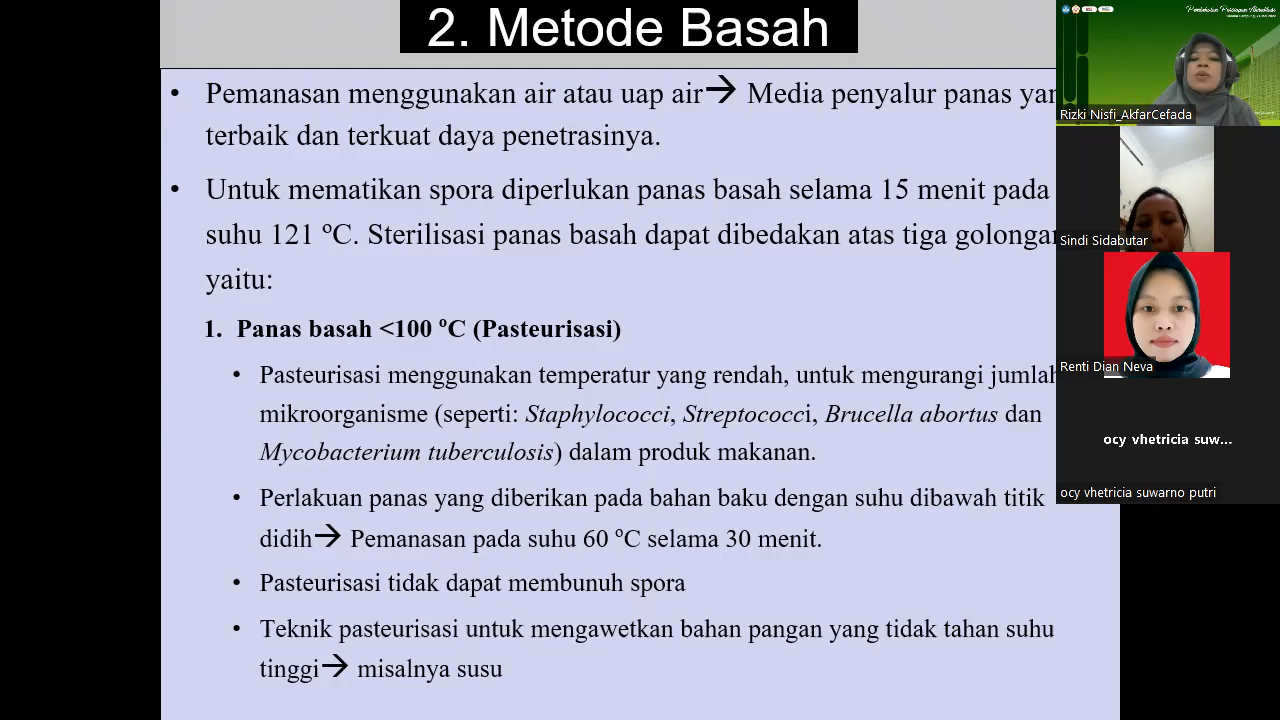 2. Metode Basah
• Pemanasan menggunakan air atau uap air→ Media penyalur panas yan
terbaik dan terkuat daya penetrasinya.
• Untuk mematikan spora diperlukan panas basah selama 15 menit pada
suhu 121 ºC. Sterilisasi panas basah dapat dibedakan atas tiga golongan
yaitu:
1. Panas basah <100 ºC (Pasteurisasi)
• Pasteurisasi menggunakan temperatur yang rendah, untuk mengurangi jumlah
mikroorganisme (seperti: Staphylococci, Streptococci, Brucella abortus dan
Mycobacterium tuberculosis) dalam produk makanan.
• Perlakuan panas yang diberikan pada bahan baku dengan suhu dibawah titik
didih→ Pemanasan pada suhu 60 ºC selama 30 menit.
• Pasteurisasi tidak dapat membunuh spora
• Teknik pasteurisasi untuk mengawetkan bahan pangan yang tidak tahan suhu
tinggi→ misalnya susu
Rizki Nisfi_AkfarCefada
Sindi Sidabutar
Renti Dian Neva
ocy vhetricia suw...
ocy vhetricia suwarno putri